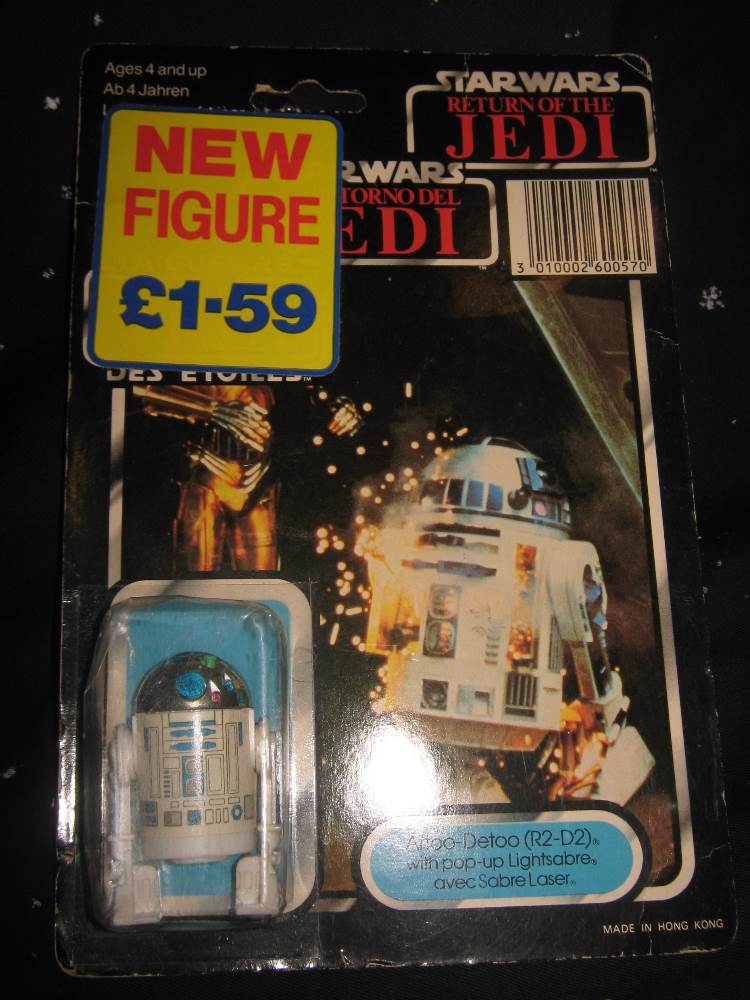 Ages 4 and up
Ab 4 Jahren
NEW
FIGURE
£1·59
STAR WARS
RETURN OF THE
JEDI
RWARS
TORNO DEL
EDI
3 010002 600570
DES ETOILES
Artoo-Detoo (R2-D2)®
with pop-up Lightsabre®
avec Sabre Laser®
MADE IN HONG KONG